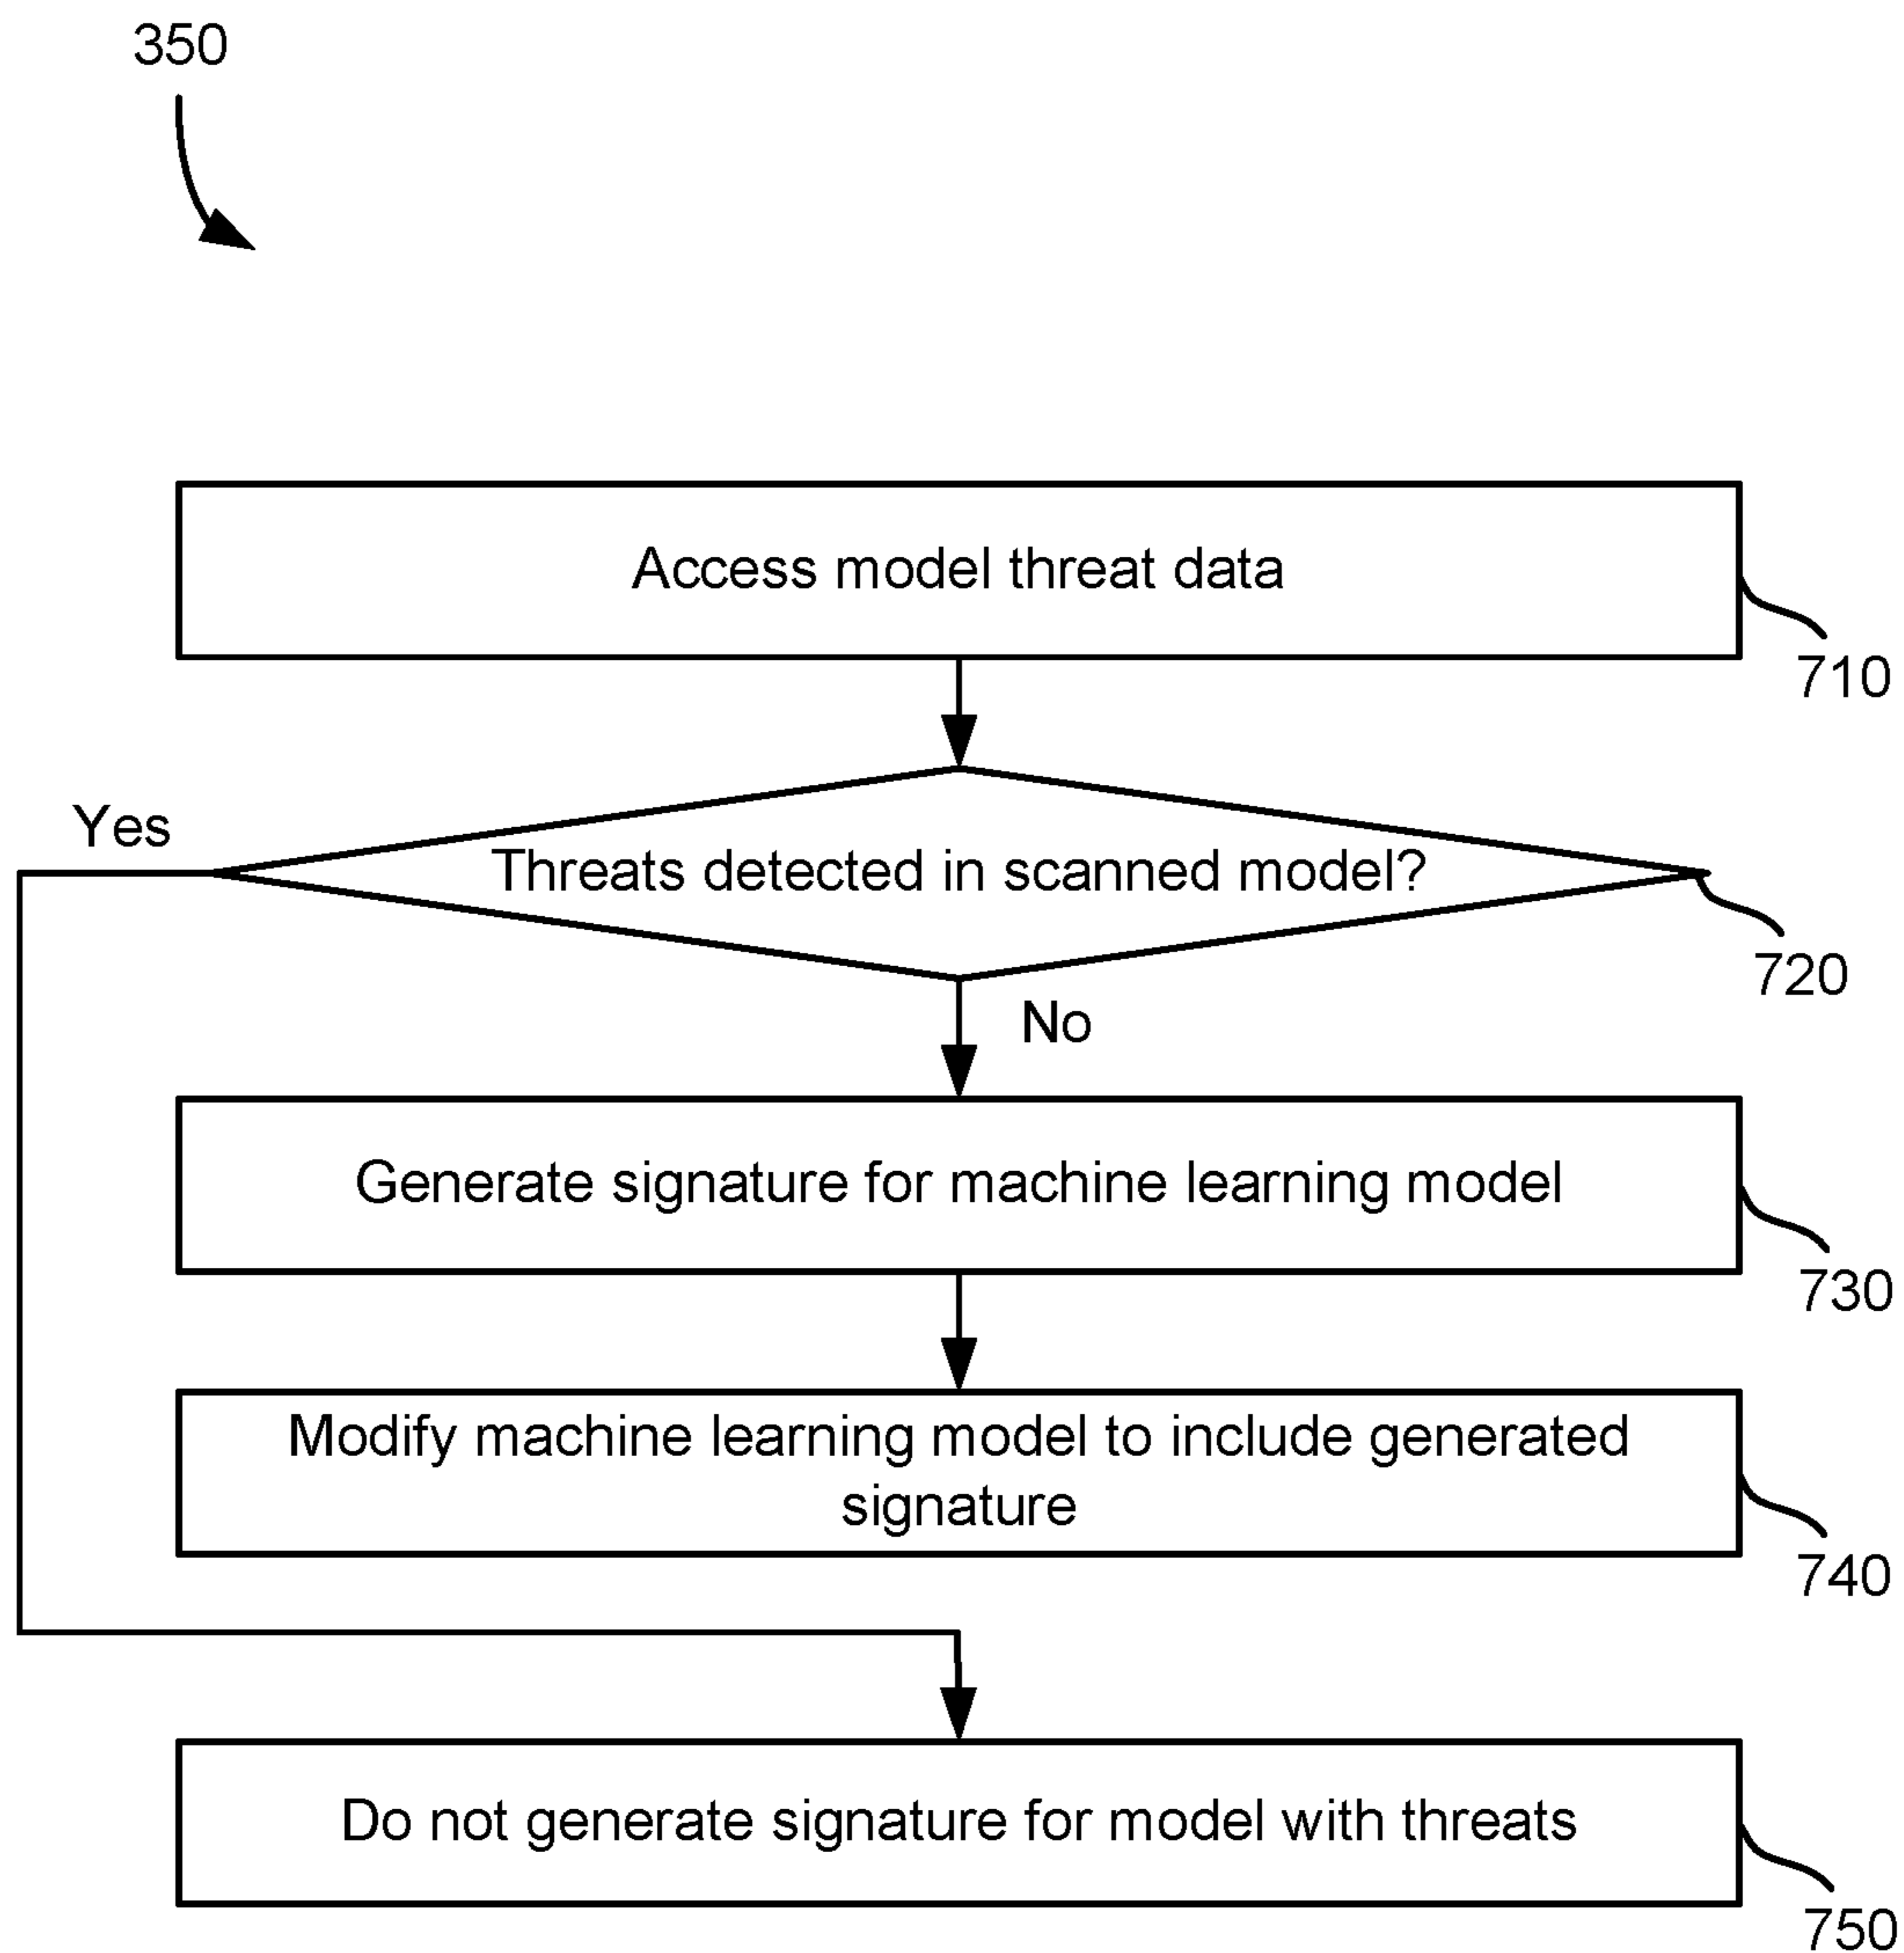 350
Access model threat data
710
Yes
Threats detected in scanned model?
720
No
Generate signature for machine learning model
730
Modify machine learning model to include generated
signature
740
Do not generate signature for model with threats
750